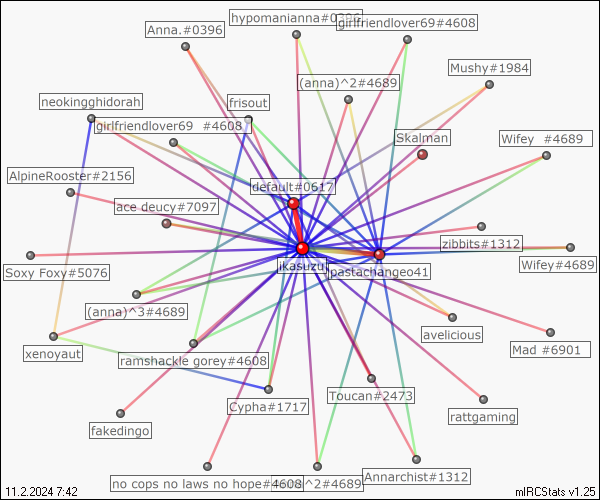 hypomanianna#0396
Anna.#0396
girlfriendlover69#4608
Mushy#1984
(anna)^2#4689
neokingghidorah
frisout
girlfriendlover69 #4608
Skalman
Wifey #4689
AlpineRooster#2156
default#0617
ace deucy#7097
zibbits#1312
Soxy Foxy#5076
jkasuzu
pastachangeo41
Wifey#4689
(anna)^3#4689
avelicious
Mad #6901
xenoyaut
ramshackle gorey#4608
Toucan#2473
Cypha#1717
rattgaming
fakedingo
Annarchist#1312
no cops no laws no hope#4608
^2#4689
11.2.2024 7:42
mIRCStats v1.25